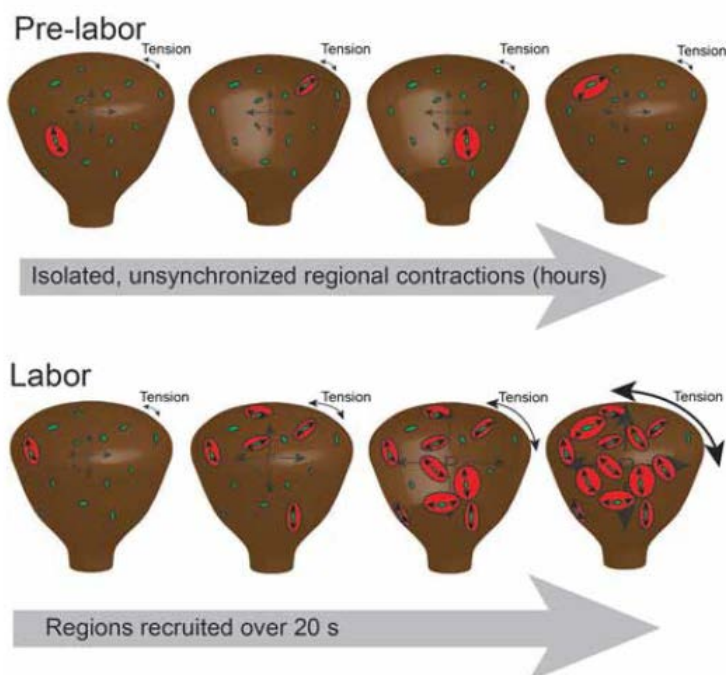 Pre-labor
Tension
Tension
Tension
Tension
Isolated, unsynchronized regional contractions (hours)
Labor
Tension
Tension
Tension
Tension
P
P
Regions recruited over 20 s